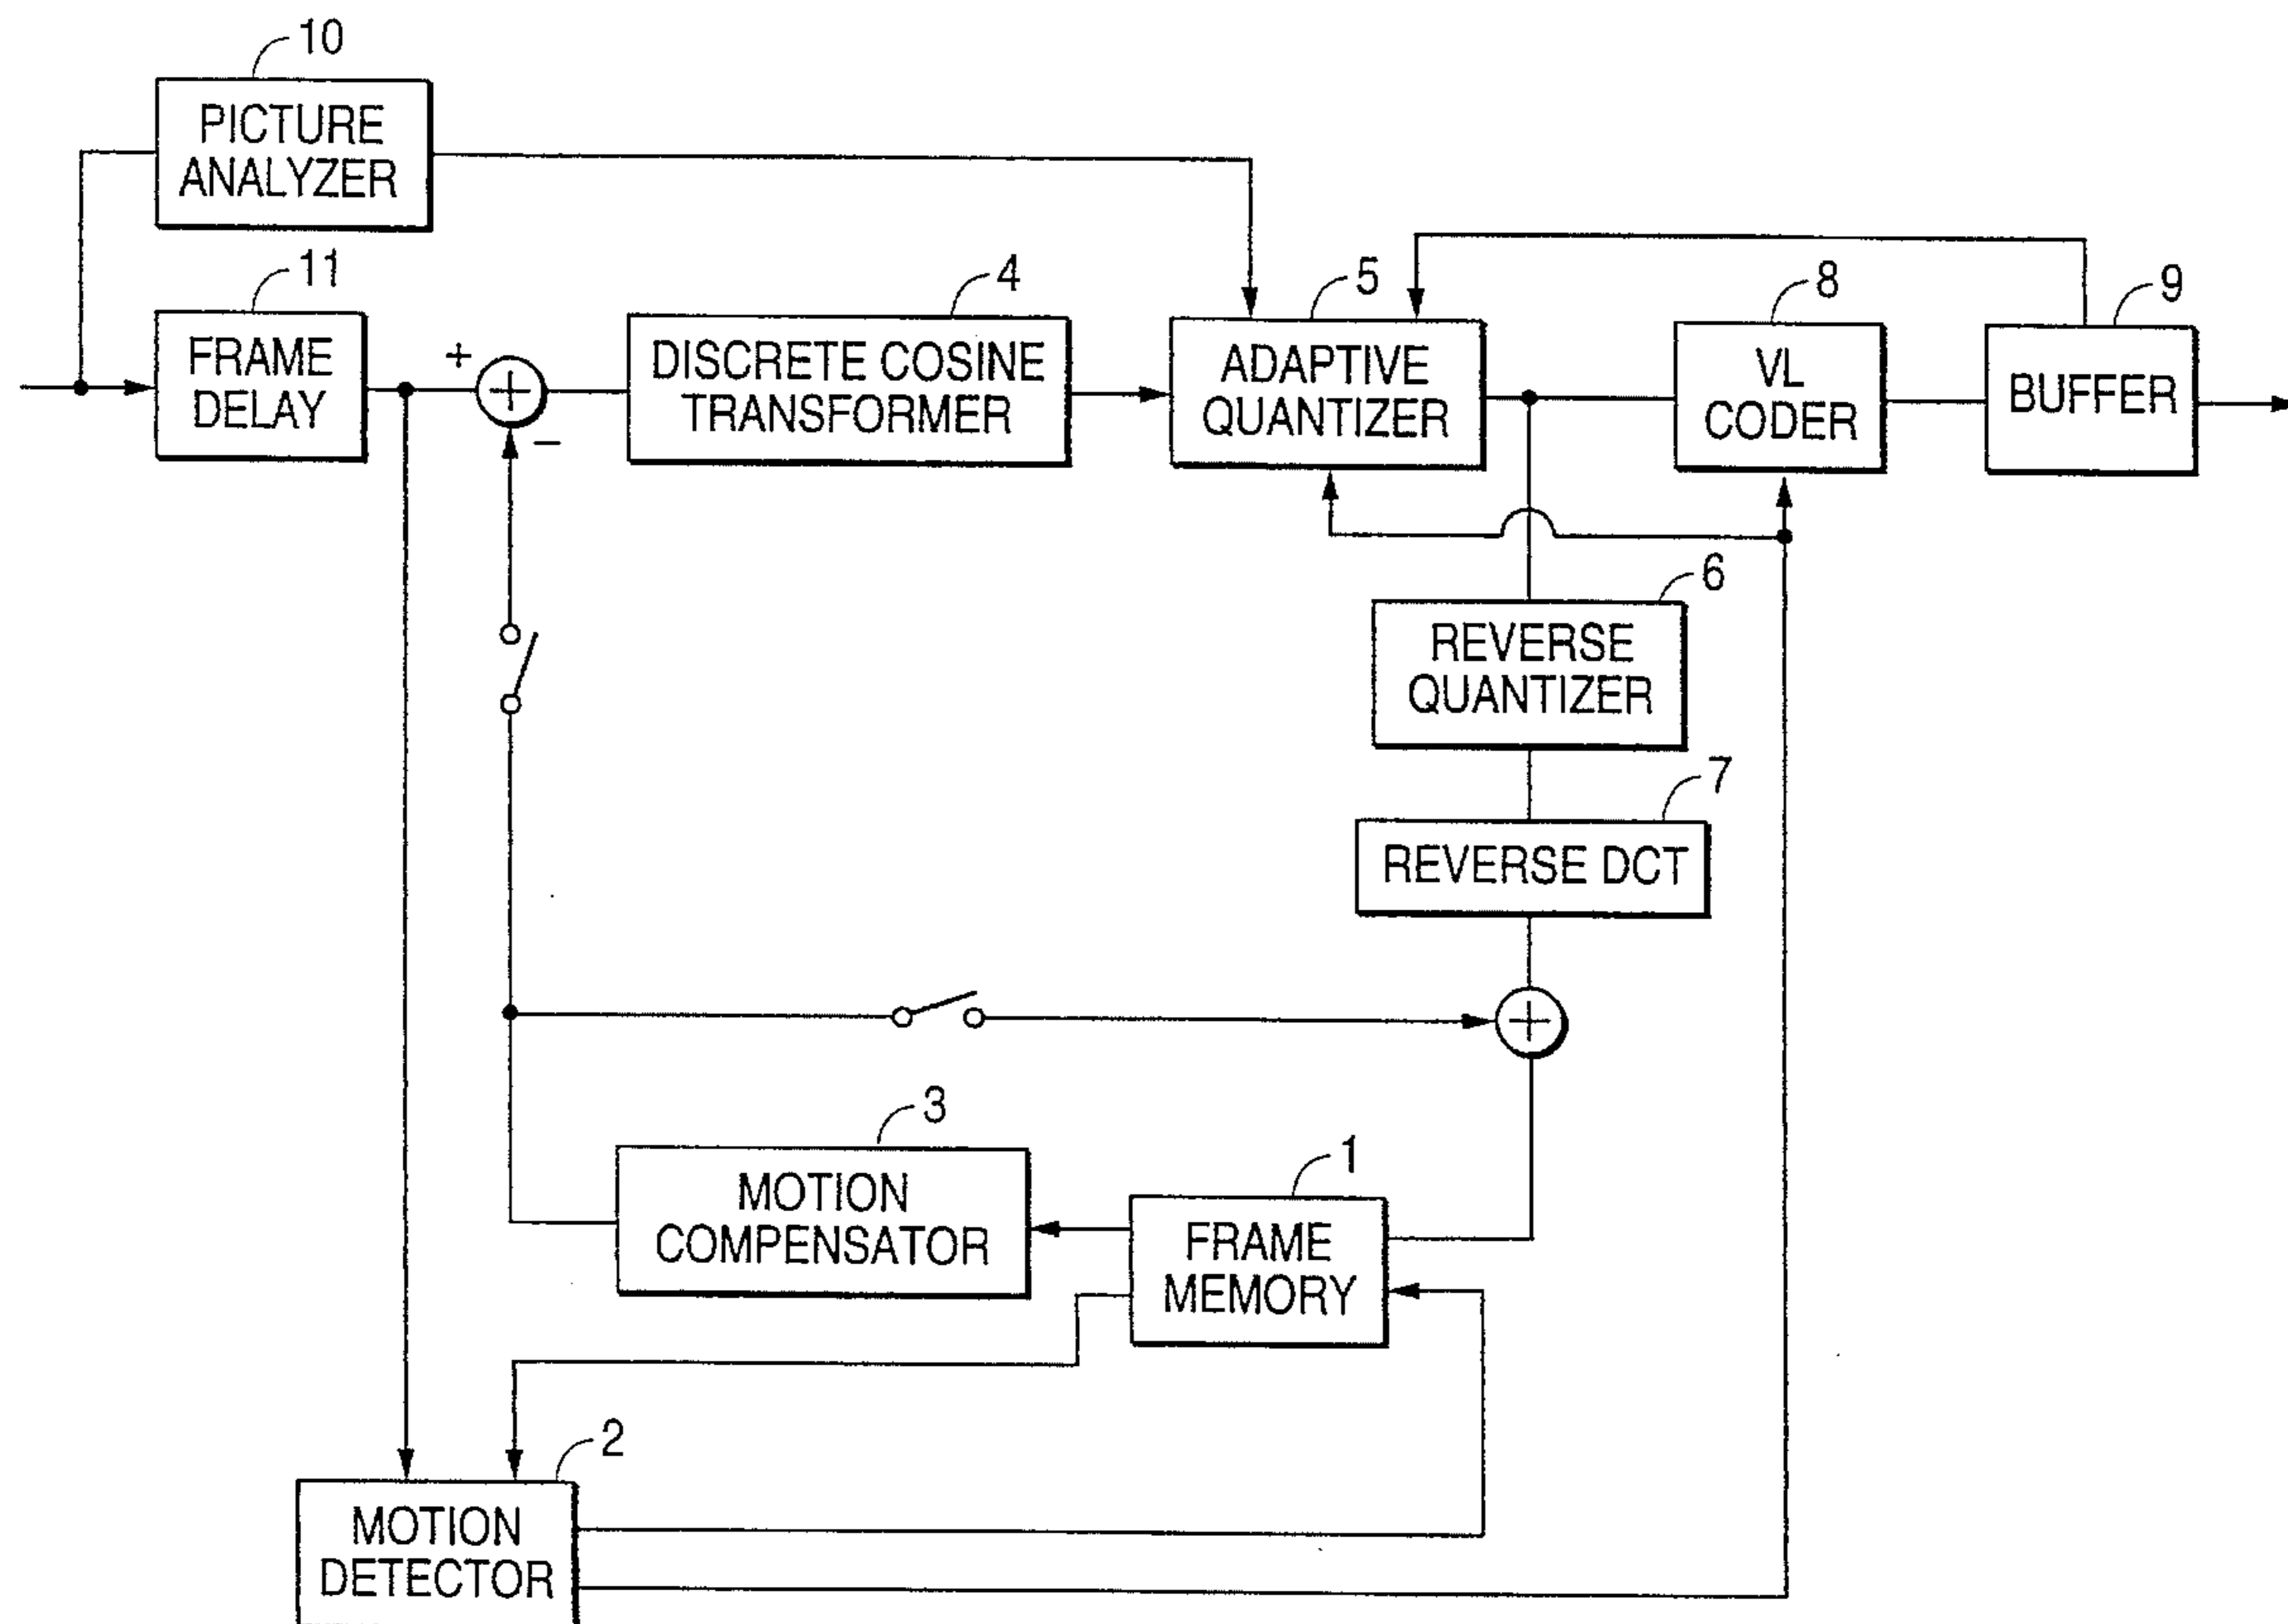 10
PICTURE
ANALYZER
11
FRAME
DELAY
+
+
−
4
DISCRETE COSINE
TRANSFORMER
5
ADAPTIVE
QUANTIZER
8
VL
CODER
9
BUFFER
6
REVERSE
QUANTIZER
7
REVERSE DCT
+
3
MOTION
COMPENSATOR
1
FRAME
MEMORY
2
MOTION
DETECTOR